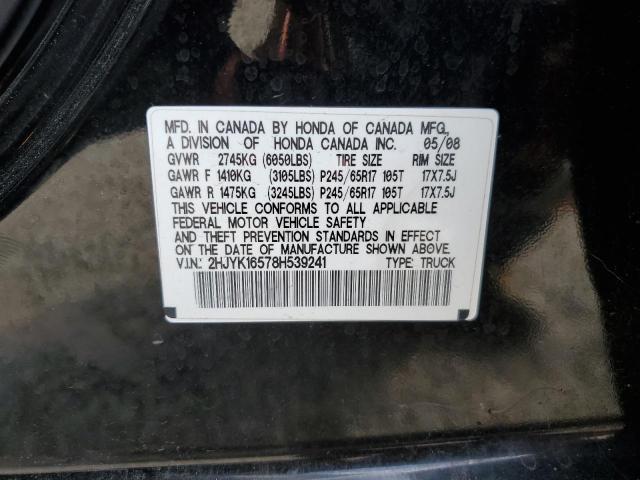 MFD. IN CANADA BY HONDA OF CANADA MFG.,
A DIVISION OF HONDA CANADA INC. 05/08
GVWR 2745KG (6050LBS) TIRE SIZE RIM SIZE
GAWR F 1410KG (3105LBS) P245/65R17 105T 17X7.5J
GAWR R 1475KG (3245LBS) P245/65R17 105T 17X7.5J
THIS VEHICLE CONFORMS TO ALL APPLICABLE
FEDERAL MOTOR VEHICLE SAFETY
AND THEFT PREVENTION STANDARDS IN EFFECT
ON THE DATE OF MANUFACTURE SHOWN ABOVE.
V.I.N.: 2HJYK16578H539241 TYPE: TRUCK